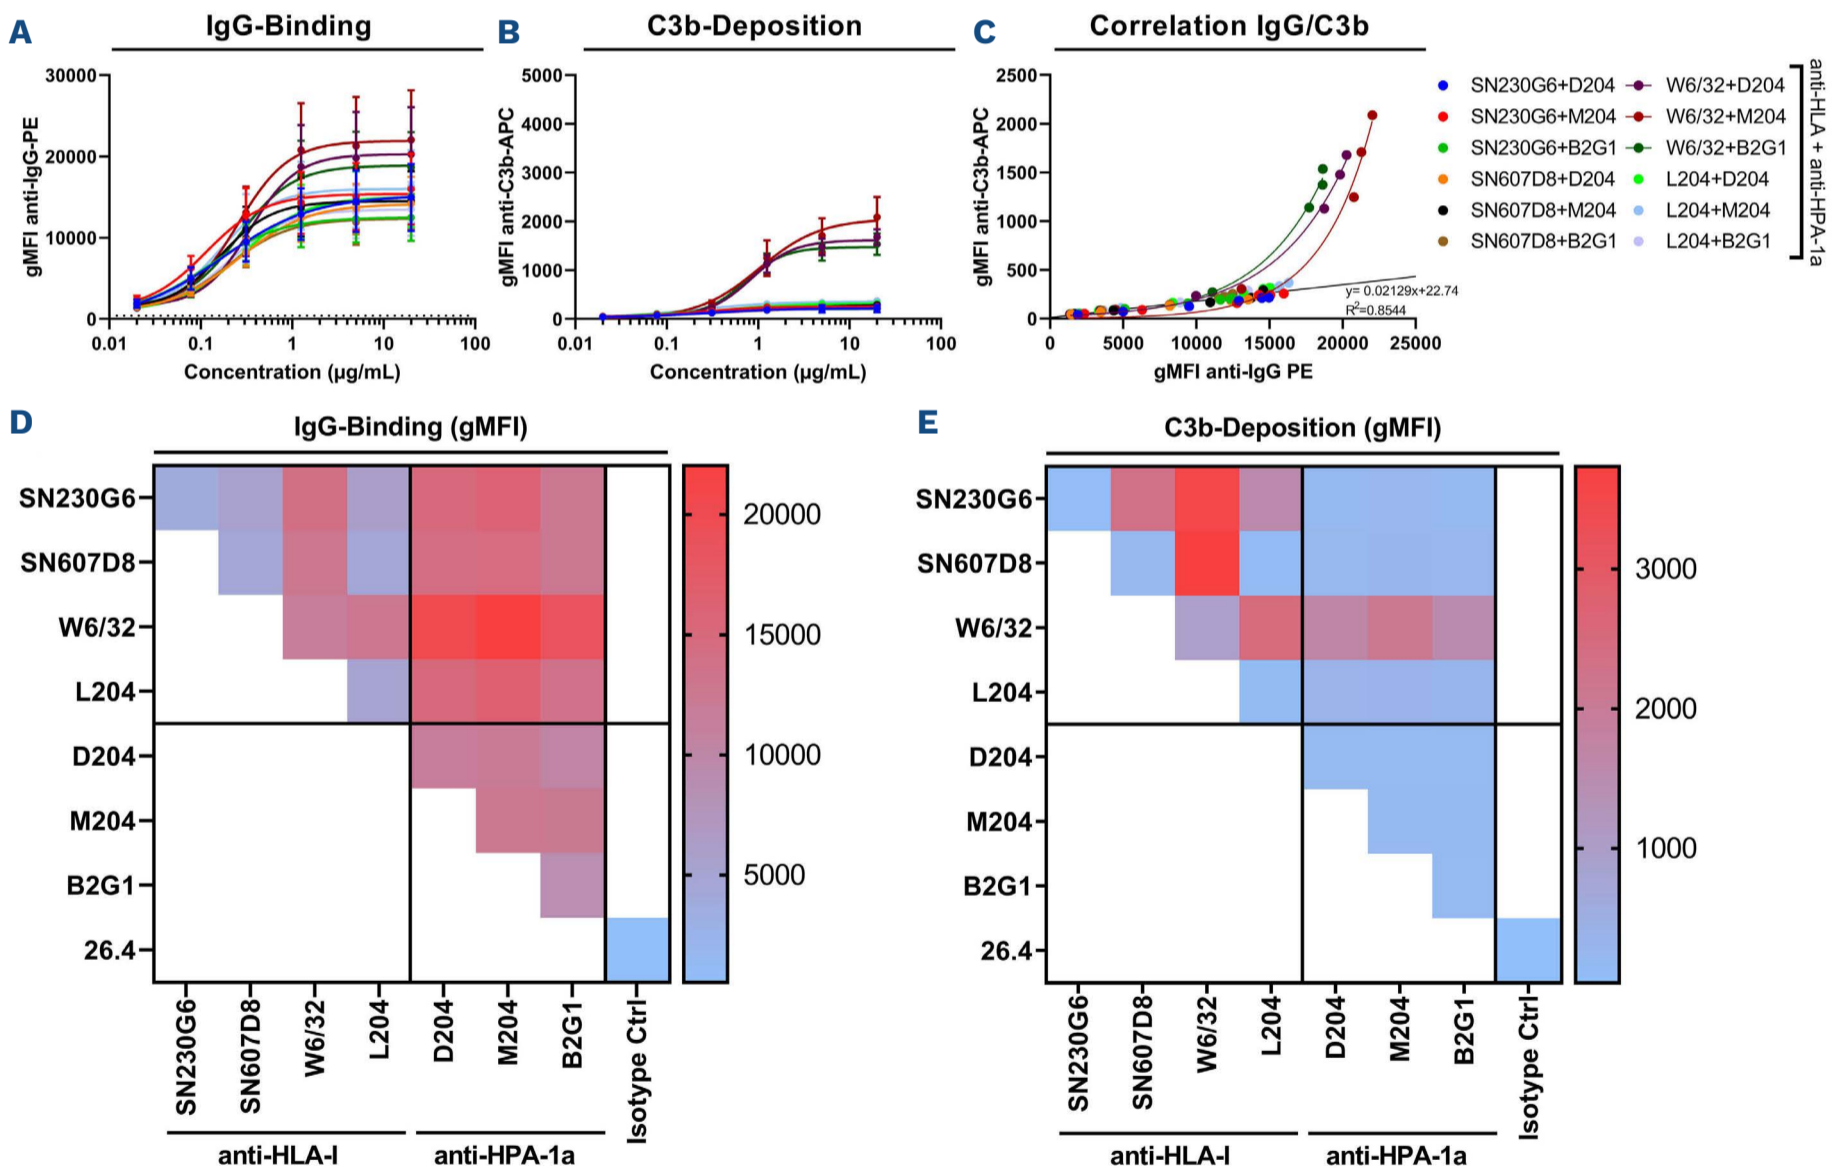 A
IgG-Binding
gMFI anti-IgG-PE
30000
20000
10000
0
0.01
0.1
1
10
100
Concentration (µg/mL)
B
C3b-Deposition
gMFI anti-C3b-APC
5000
4000
3000
2000
1000
0
0.01
0.1
1
10
100
Concentration (µg/mL)
C
Correlation IgG/C3b
gMFI anti-C3b-APC
2500
2000
1500
1000
500
0
0
5000
10000
15000
20000
25000
gMFI anti-IgG PE
y= 0.02129x+22.74
R²=0.8544
SN230G6+D204
SN230G6+M204
SN230G6+B2G1
SN607D8+D204
SN607D8+M204
SN607D8+B2G1
W6/32+D204
W6/32+M204
W6/32+B2G1
L204+D204
L204+M204
L204+B2G1
anti-HLA + anti-HPA-1a
D
IgG-Binding (gMFI)
SN230G6
SN607D8
W6/32
L204
D204
M204
B2G1
26.4
SN230G6
SN607D8
W6/32
L204
D204
M204
B2G1
Isotype Ctrl
anti-HLA-I
anti-HPA-1a
20000
15000
10000
5000
E
C3b-Deposition (gMFI)
SN230G6
SN607D8
W6/32
L204
D204
M204
B2G1
26.4
SN230G6
SN607D8
W6/32
L204
D204
M204
B2G1
Isotype Ctrl
anti-HLA-I
anti-HPA-1a
3000
2000
1000